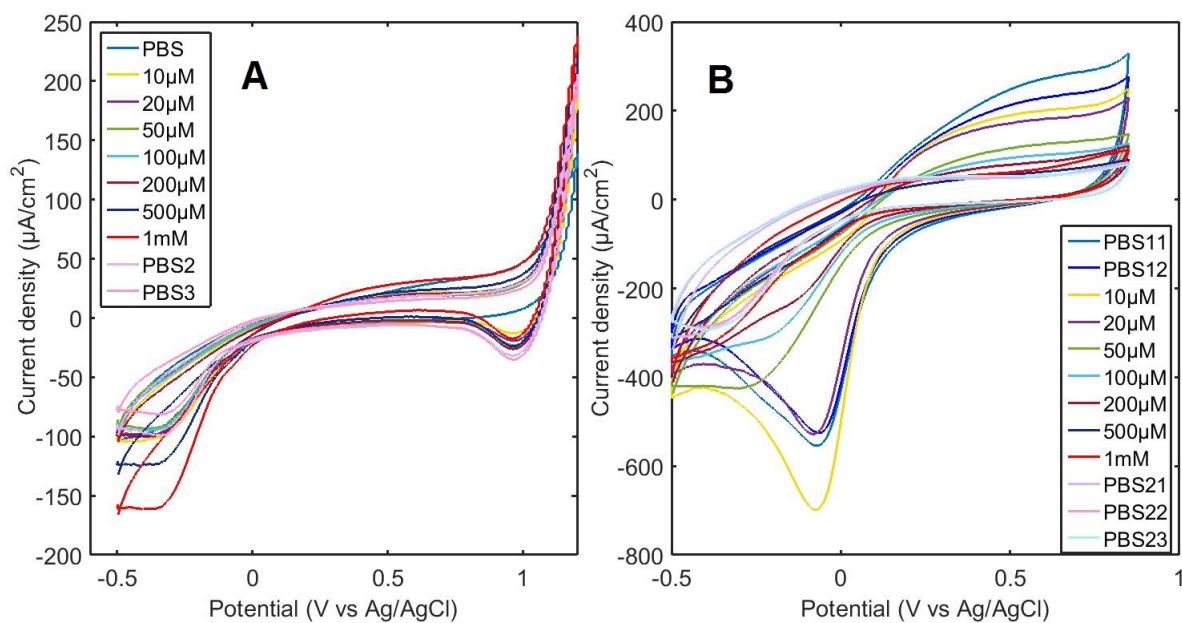 A
PBS
10µM
20µM
50µM
100µM
200µM
500µM
1mM
PBS2
PBS3
250
200
150
100
50
0
-50
-100
-150
-200
Current density (µA/cm²)
-0.5 0 0.5 1
Potential (V vs Ag/AgCl)
B
PBS11
PBS12
10µM
20µM
50µM
100µM
200µM
500µM
1mM
PBS21
PBS22
PBS23
400
200
0
-200
-400
-600
-800
Current density (µA/cm²)
-0.5 0 0.5 1
Potential (V vs Ag/AgCl)